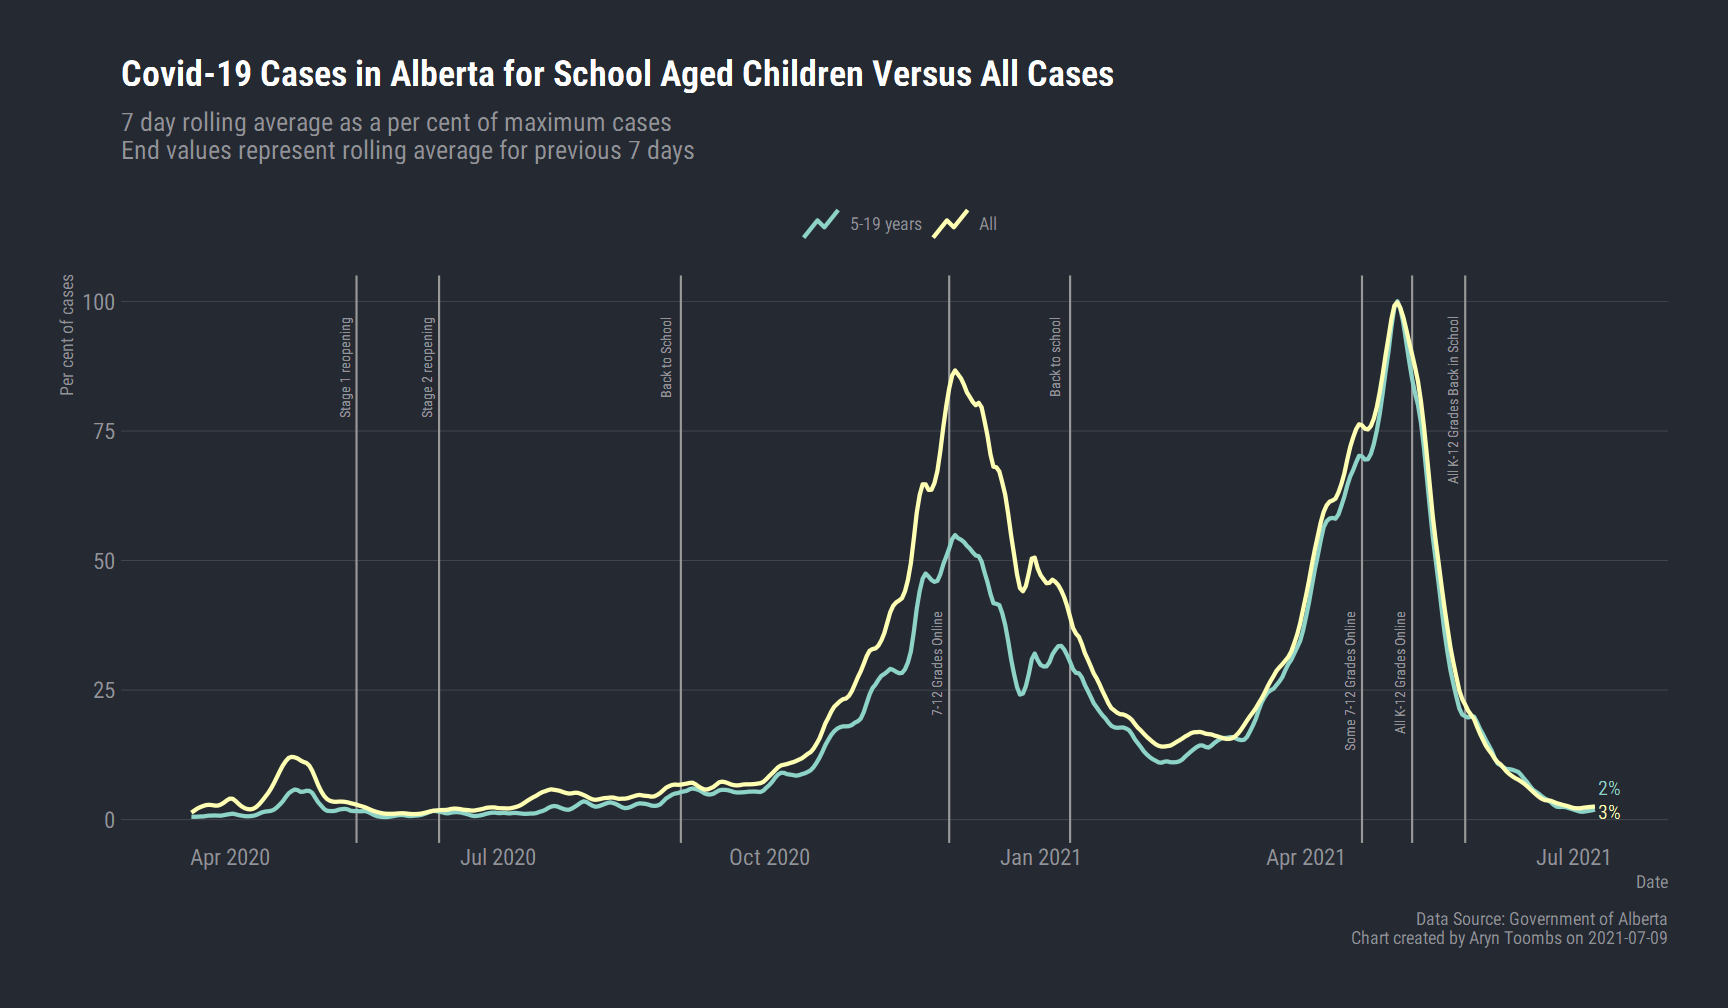 Covid-19 Cases in Alberta for School Aged Children Versus All Cases
7 day rolling average as a per cent of maximum cases
End values represent rolling average for previous 7 days
5-19 years
All
Per cent of cases
100
75
50
25
0
Stage 1 reopening
Stage 2 reopening
Back to School
7-12 Grades Online
Back to school
Some 7-12 Grades Online
All K-12 Grades Online
All K-12 Grades Back in School
2%
3%
Apr 2020
Jul 2020
Oct 2020
Jan 2021
Apr 2021
Jul 2021
Date
Data Source: Government of Alberta
Chart created by Aryn Toombs on 2021-07-09